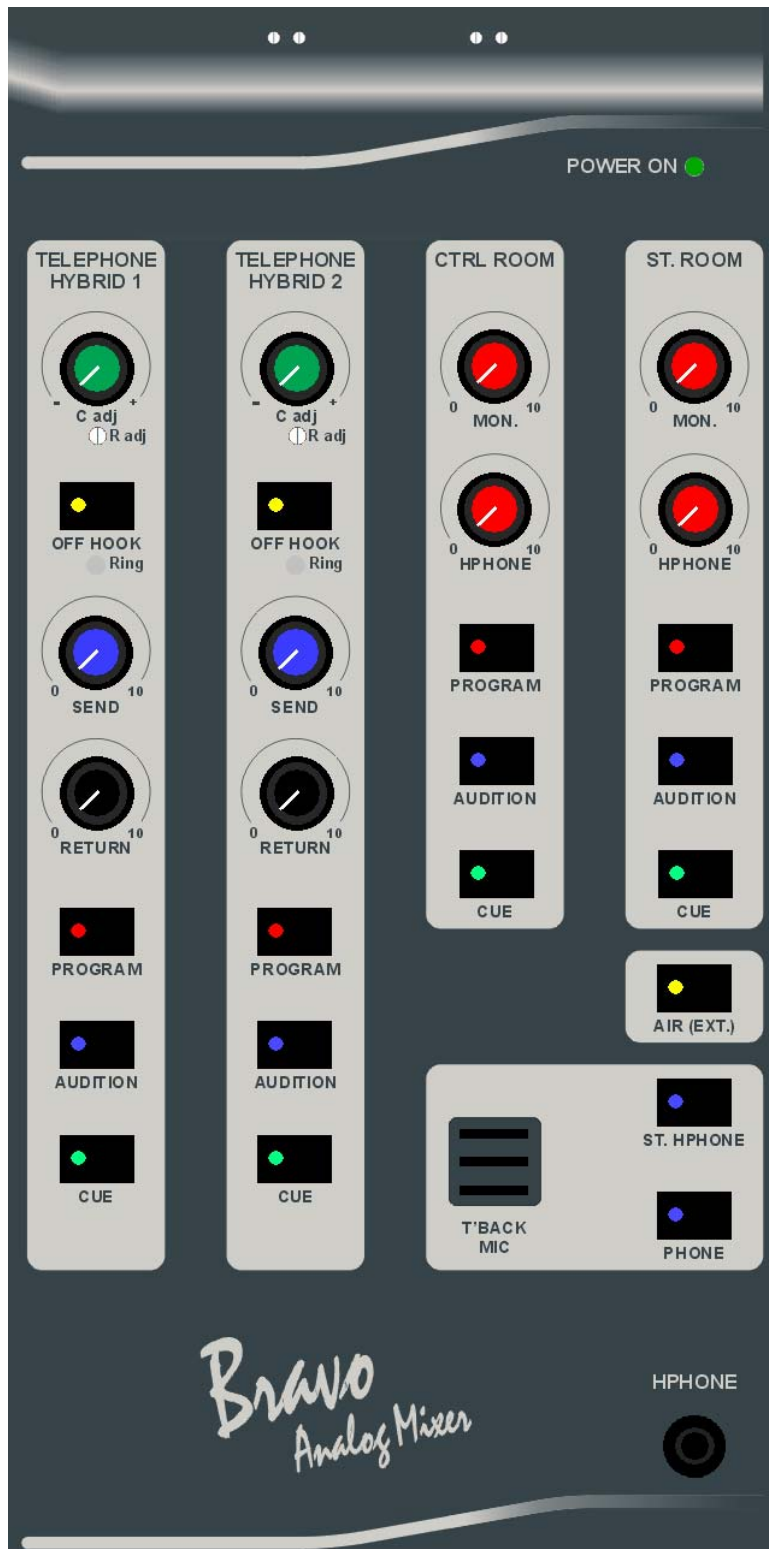 POWER ON
TELEPHONE
HYBRID 1
- +
C adj
R adj
OFF HOOK
Ring
0 10
SEND
0 10
RETURN
PROGRAM
AUDITION
CUE
TELEPHONE
HYBRID 2
- +
C adj
R adj
OFF HOOK
Ring
0 10
SEND
0 10
RETURN
PROGRAM
AUDITION
CUE
CTRL ROOM
0 10
MON.
0 10
HPHONE
PROGRAM
AUDITION
CUE
ST. ROOM
0 10
MON.
0 10
HPHONE
PROGRAM
AUDITION
CUE
AIR (EXT.)
T'BACK
MIC
ST. HPHONE
PHONE
Bravo
Analog Mixer
HPHONE